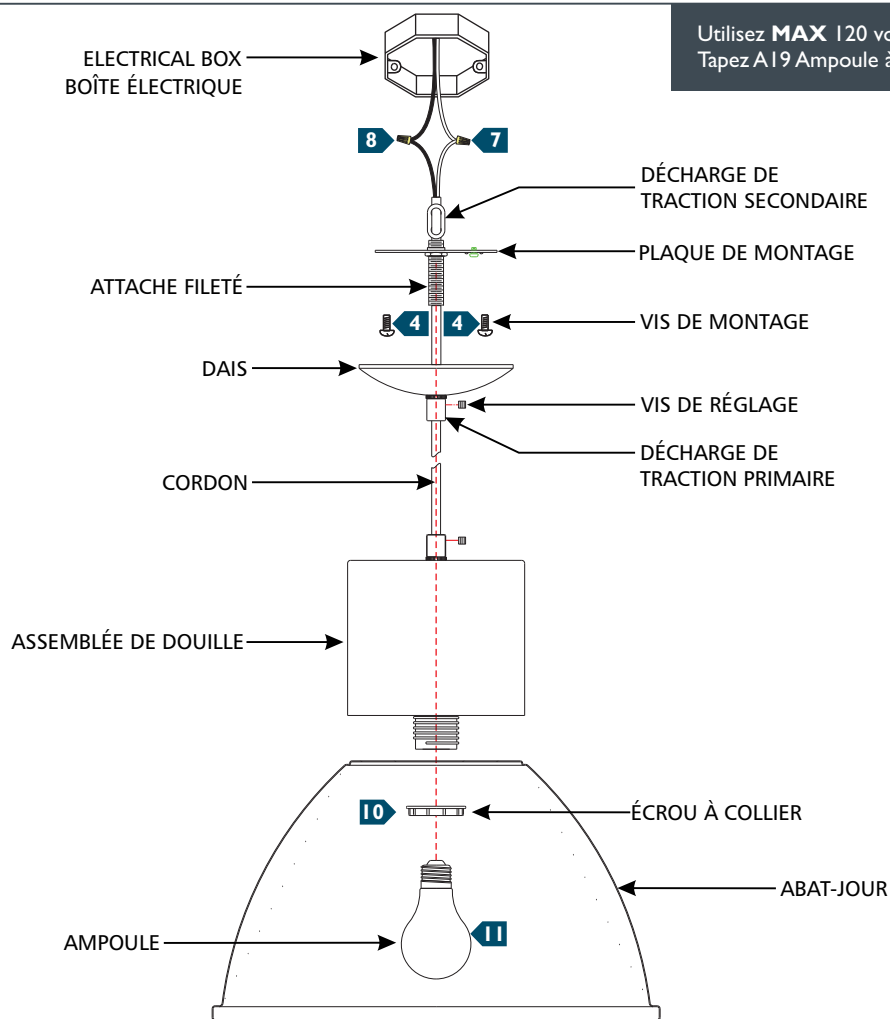 Utilisez MAX 120
Tapez A19 Ampoule à
ELECTRICAL BOX
BOÎTE ÉLECTRIQUE
8
7
DÉCHARGE DE
TRACTION SECONDAIRE
PLAQUE DE MONTAGE
ATTACHE FILETÉ
4
4
VIS DE MONTAGE
DAIS
VIS DE RÉGLAGE
DÉCHARGE DE
TRACTION PRIMAIRE
CORDON
ASSEMBLÉE DE DOUILLE
10
ÉCROU À COLLIER
ABAT-JOUR
AMPOULE
11